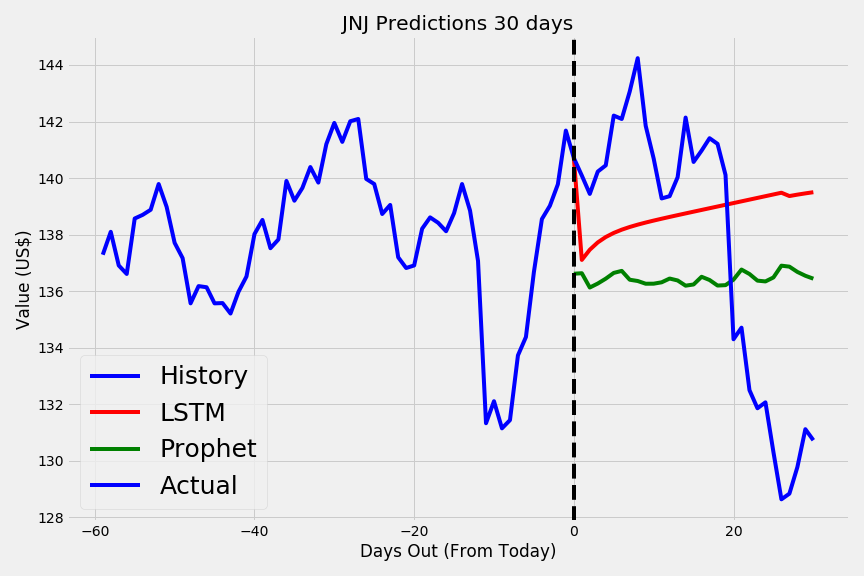 JNJ Predictions 30 days
Value (US$)
144
142
140
138
136
134
132
130
128
History
LSTM
Prophet
Actual
−60
−40
−20
0
20
Days Out (From Today)